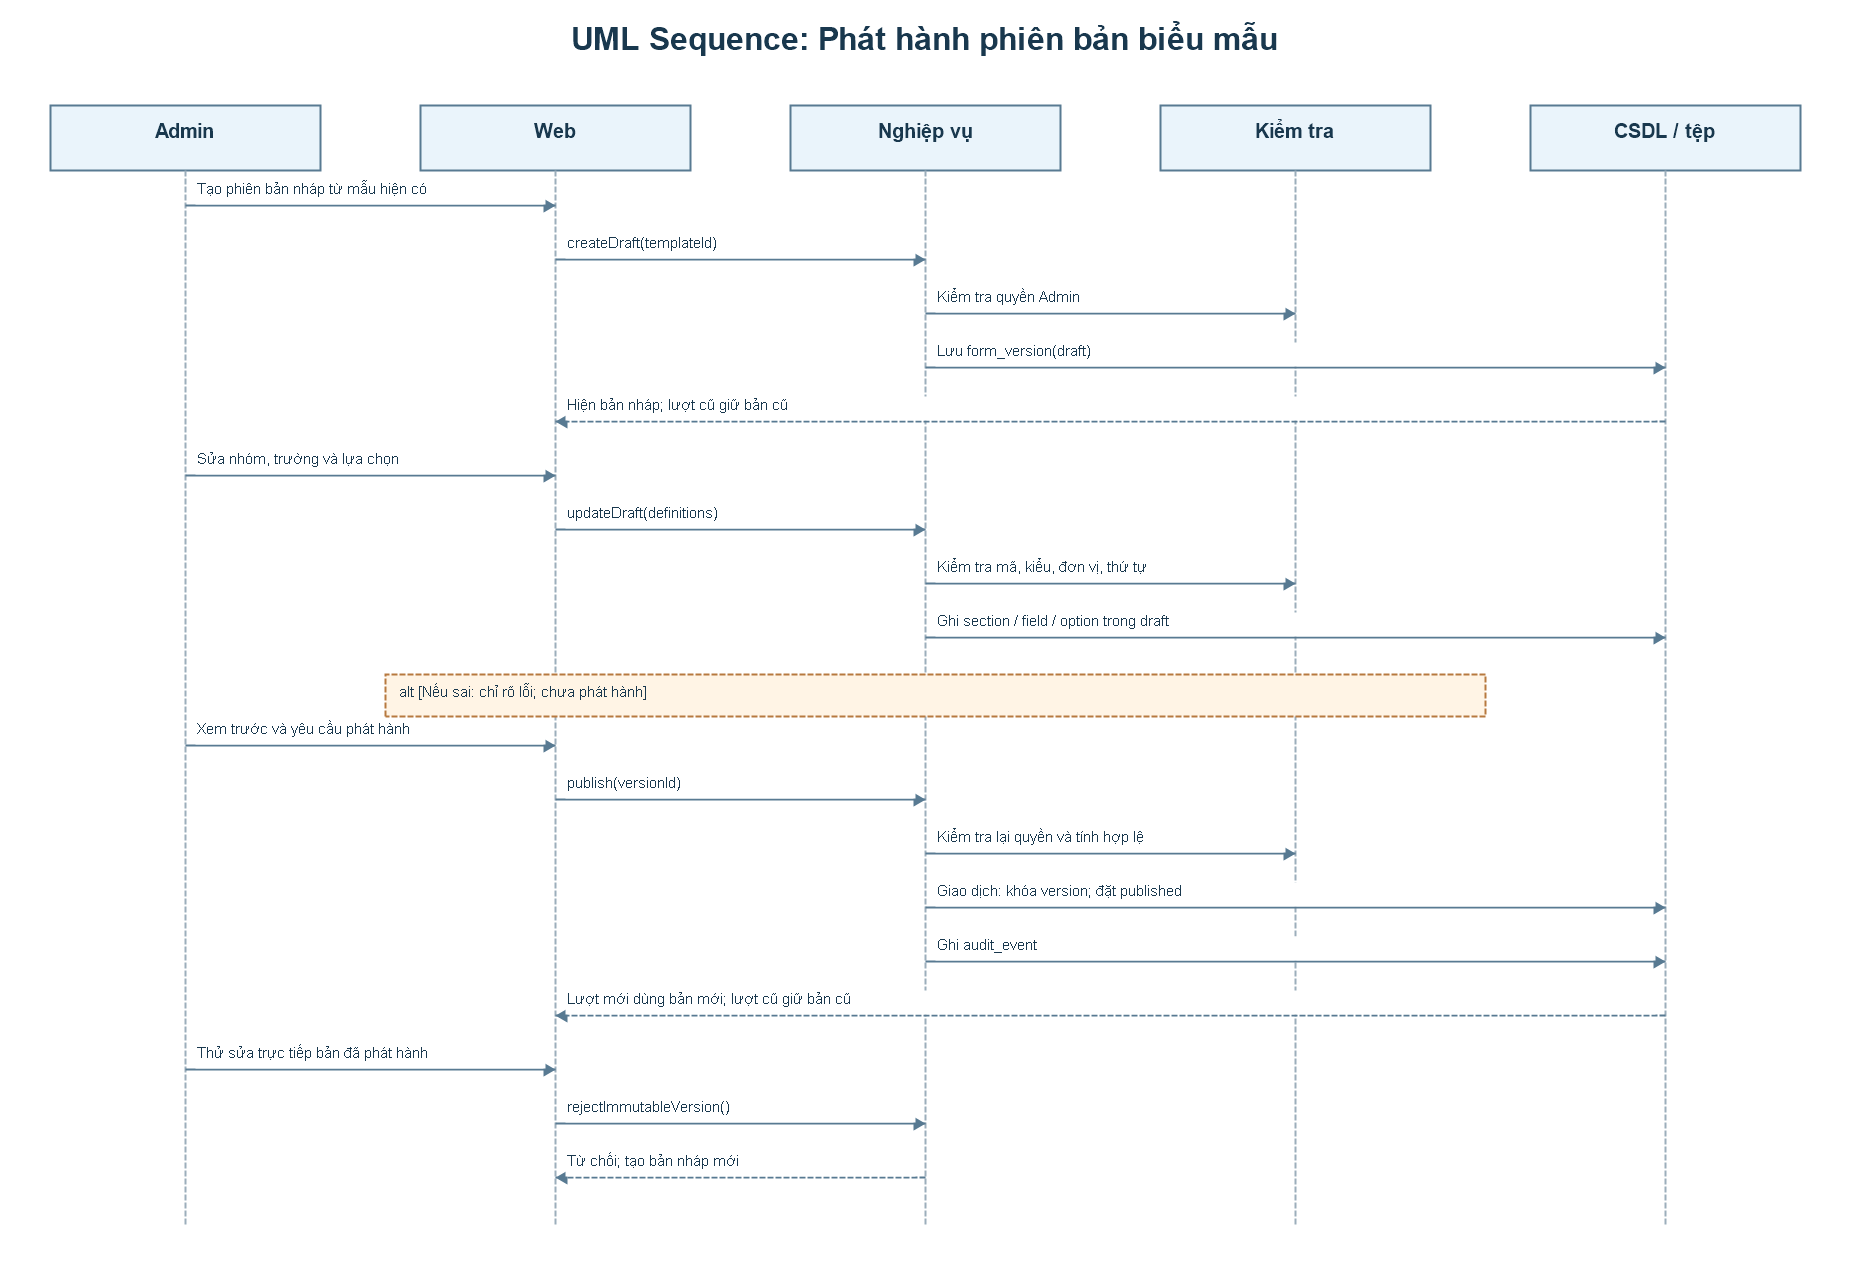 UML Sequence: Phát hành phiên bản biểu mẫu
Admin
Web
Nghiệp vụ
Kiểm tra
CSDL / tệp
Tạo phiên bản nháp từ mẫu hiện có
createDraft(templateId)
Kiểm tra quyền Admin
Lưu form_version(draft)
Hiện bản nháp; lượt cũ giữ bản cũ
Sửa nhóm, trường và lựa chọn
updateDraft(definitions)
Kiểm tra mã, kiểu, đơn vị, thứ tự
Ghi section / field / option trong draft
alt [Nếu sai: chỉ rõ lỗi; chưa phát hành]
Xem trước và yêu cầu phát hành
publish(versionId)
Kiểm tra lại quyền và tính hợp lệ
Giao dịch: khóa version; đặt published
Ghi audit_event
Lượt mới dùng bản mới; lượt cũ giữ bản cũ
Thử sửa trực tiếp bản đã phát hành
rejectImmutableVersion()
Từ chối; tạo bản nháp mới